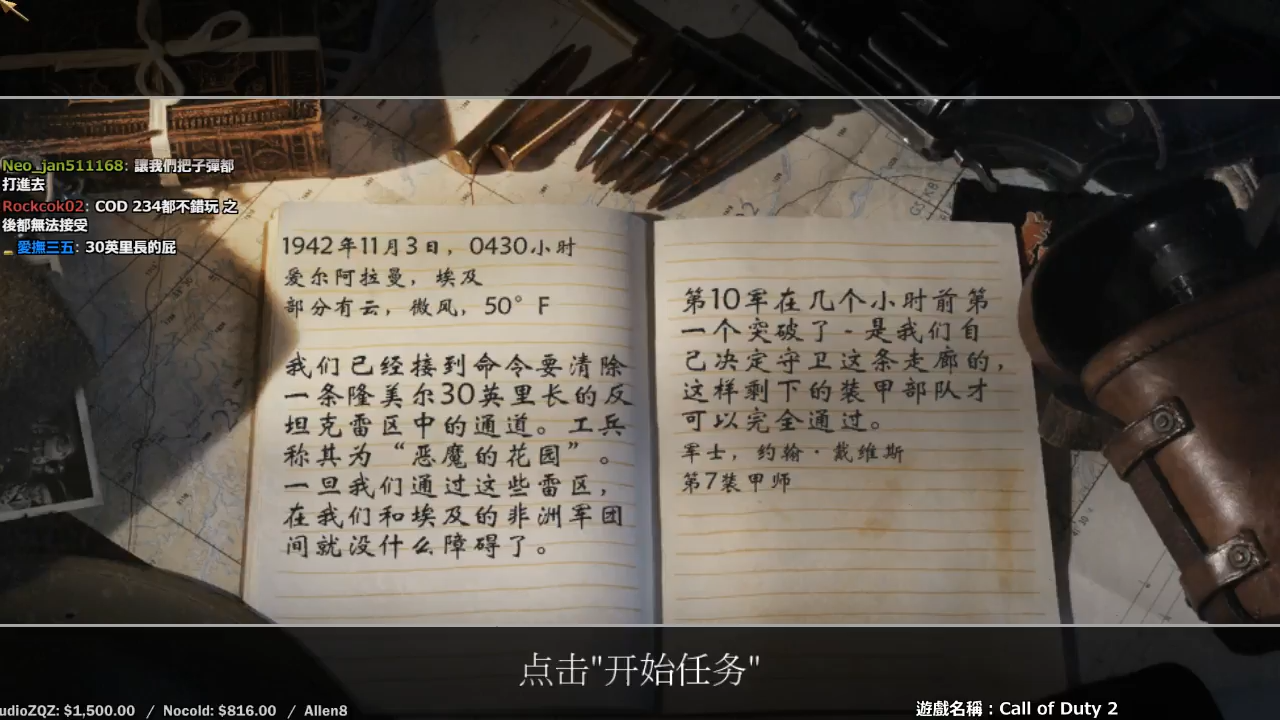 Neo_jan511168: 讓我們把子彈都
打進去
Rockcok02: COD 234都不錯玩 之
後都無法接受
愛撫三五: 30英里長的屁
1942年11月3日，0430小时
爱尔阿拉曼，埃及
部分有云，微风，50° F
我们已经接到命令要清除
一条隆美尔30英里长的反
坦克雷区中的通道。工兵
称其为“恶魔的花园”。
一旦我们通过这些雷区，
在我们和埃及的非洲军团
间就没什么障碍了。
第10军在几个小时前第
一个突破了-是我们自
己决定守卫这条走廊的，
这样剩下的装甲部队才
可以完全通过。
军士，约翰·戴维斯
第7装甲师
点击"开始任务"
udioZQZ: $1,500.00 / Nocold: $816.00 / Allen8
遊戲名稱：Call of Duty 2